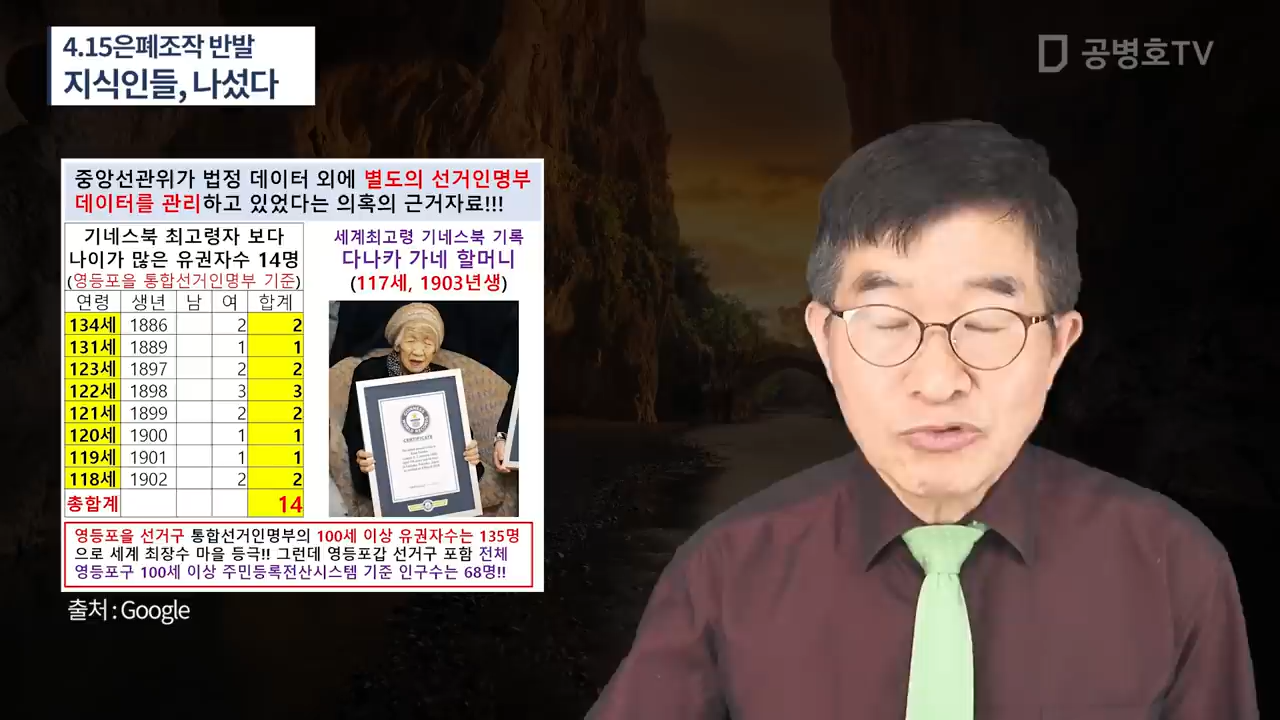 4.15은폐조작 반발
지식인들, 나섰다
공병호TV
중앙선관위가 법정 데이터 외에 별도의 선거인명부
데이터를 관리하고 있었다는 의혹의 근거자료!!!
기네스북 최고령자 보다
나이가 많은 유권자수 14명
(영등포을 통합선거인명부 기준)
연령 생년 남 여 합계
134세 1886 2 2
131세 1889 1 1
123세 1897 2 2
122세 1898 3 3
121세 1899 2 2
120세 1900 1 1
119세 1901 1 1
118세 1902 2 2
총합계 14
세계최고령 기네스북 기록
다나카 가네 할머니
(117세, 1903년생)
CERTIFICATE
영등포을 선거구 통합선거인명부의 100세 이상 유권자수는 135명
으로 세계 최장수 마을 등극!! 그런데 영등포갑 선거구 포함 전체
영등포구 100세 이상 주민등록전산시스템 기준 인구수는 68명!!
출처 : Google